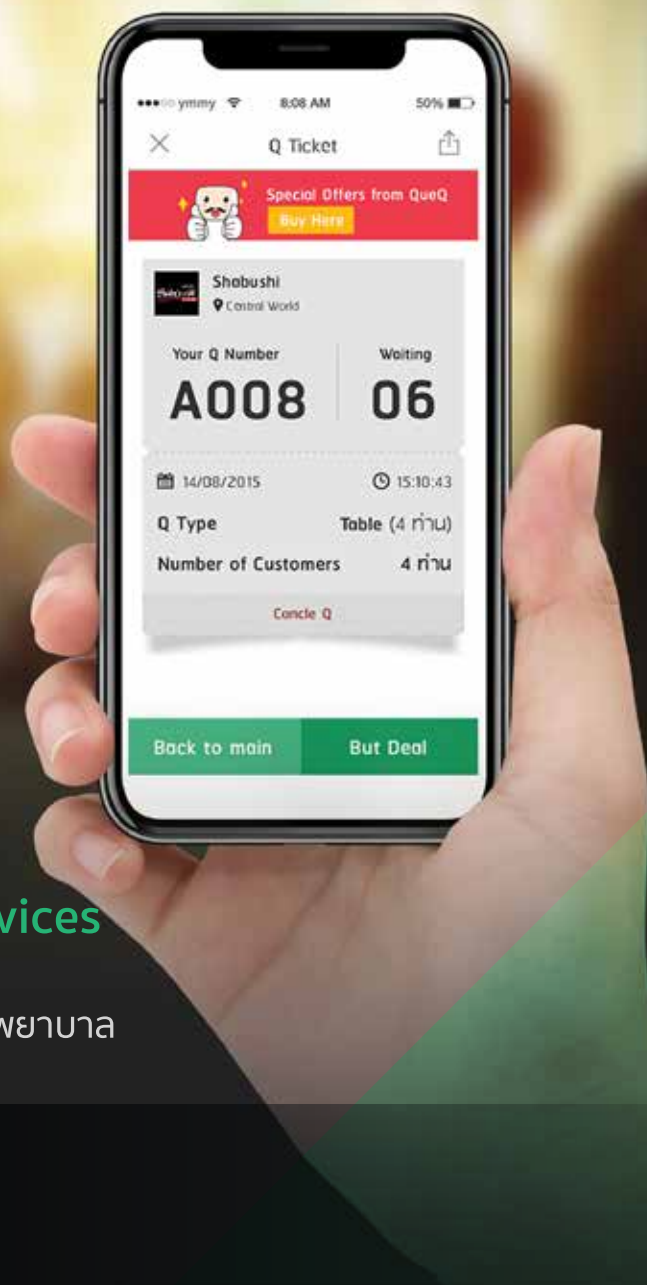 ymmy 8:08 AM 50%
Q Ticket
Special Offers from QueQ
Buy Here
Shabushi
Central World
Your Q Number Waiting
A008 06
14/08/2015 15:10:43
Q Type Table (4 ท่าน)
Number of Customers 4 ท่าน
Cancle Q
Back to main But Deal
vices
พยาบาล